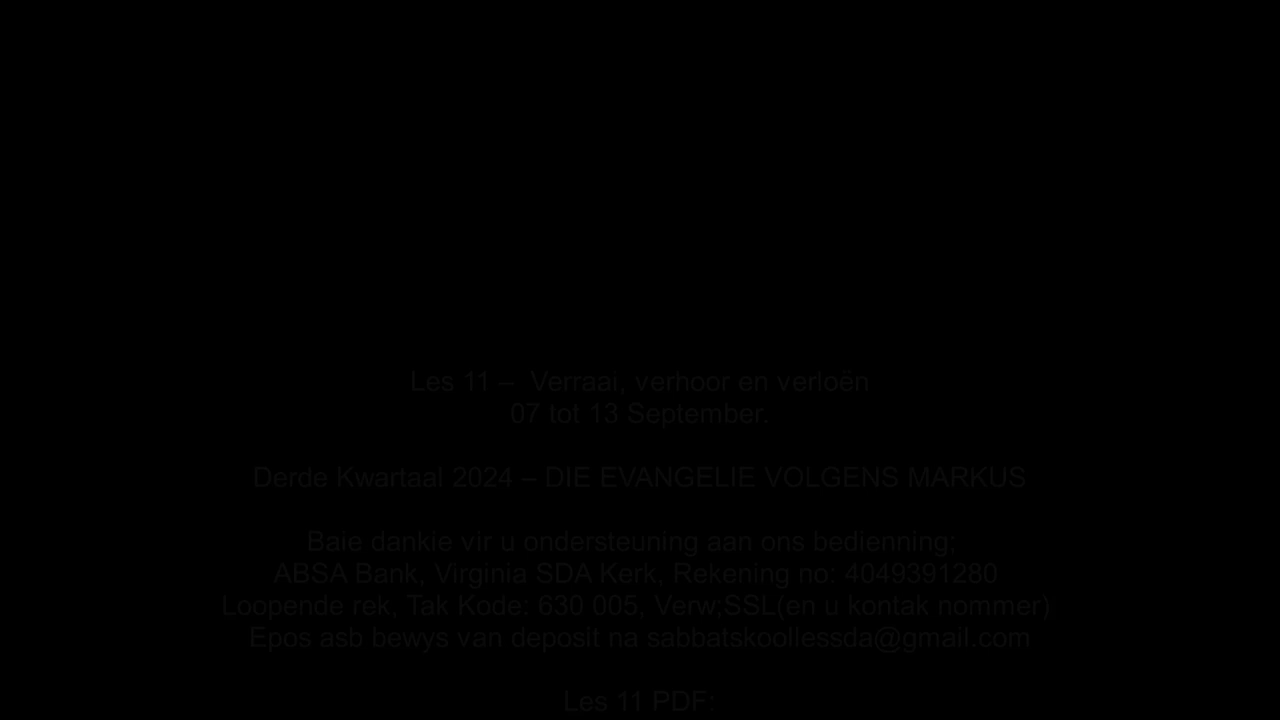 Les 11 – Verraai, verhoor en verloën
07 tot 13 September.
Derde Kwartaal 2024 – DIE EVANGELIE VOLGENS MARKUS
Baie dankie vir u ondersteuning aan ons bedienning;
ABSA Bank, Virginia SDA Kerk, Rekening no: 4049391280
Loopende rek, Tak Kode: 630 005, Verw;SSL(en u kontak nommer).
Epos asb bewys van deposit na sabbatskoollessda@gmail.com
Les 11 PDF: